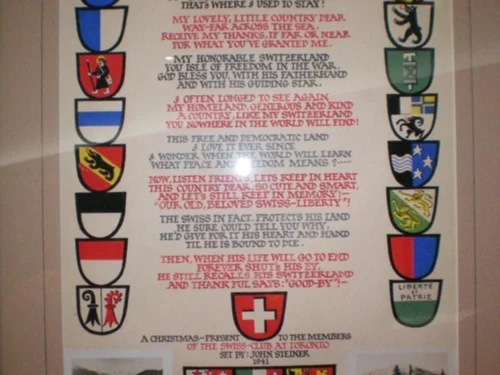 THAT'S WHERE I USED TO STAY!
MY LOVELY, LITTLE COUNTRY DEAR
WAY-FAR ACROSS THE SEA.
RECEIVE MY THANKS, IF FAR OR NEAR
FOR WHAT YOU'VE GRANTED ME.
MY HONORABLE SWITZERLAND
YOU ISLE OF FREEDOM IN THE WAR,
GOD BLESS YOU, WITH HIS FATHERHAND
AND WITH HIS GUIDING STAR.
I OFTEN LONGED TO SEE AGAIN
MY HOMELAND, GENEROUS AND KIND
A COUNTRY, LIKE MY SWITZERLAND
YOU NOWHERE IN THE WORLD WILL FIND!
THIS FREE AND DEMOCRATIC LAND
I LOVE IT EVER SINCE
I WONDER WHEN THE WORLD WILL LEARN
WHAT PEACE AND FREEDOM MEANS ?---
NOW, LISTEN FRIENDS, LETS KEEP IN HEART
THIS COUNTRY DEAR, SO CUTE AND SMART,
AND LET'S STILL KEEP IN MEMORY:-
"OUR OLD, BELOVED SWISS-LIBERTY"!
THE SWISS IN FACT, PROTECTS HIS LAND
HE SURE COULD TELL YOU WHY,
HE'D GIVE FOR IT HIS HEART AND HAND
TIL HE IS BOUND TO DIE.
THEN, WHEN HIS LIFE WILL GO TO END
FOREVER SHUTS HIS EY,
HE STILL RECALLS HIS SWITZERLAND
AND THANKFUL SAYS: "GOOD-BY"!-
LIBERTÉ
ET
PATRIE
A CHRISTMAS-PRESENT TO THE MEMBERS
OF THE SWISS-CLUB AT TORONTO
SET BY: JOHN STEINER
1941